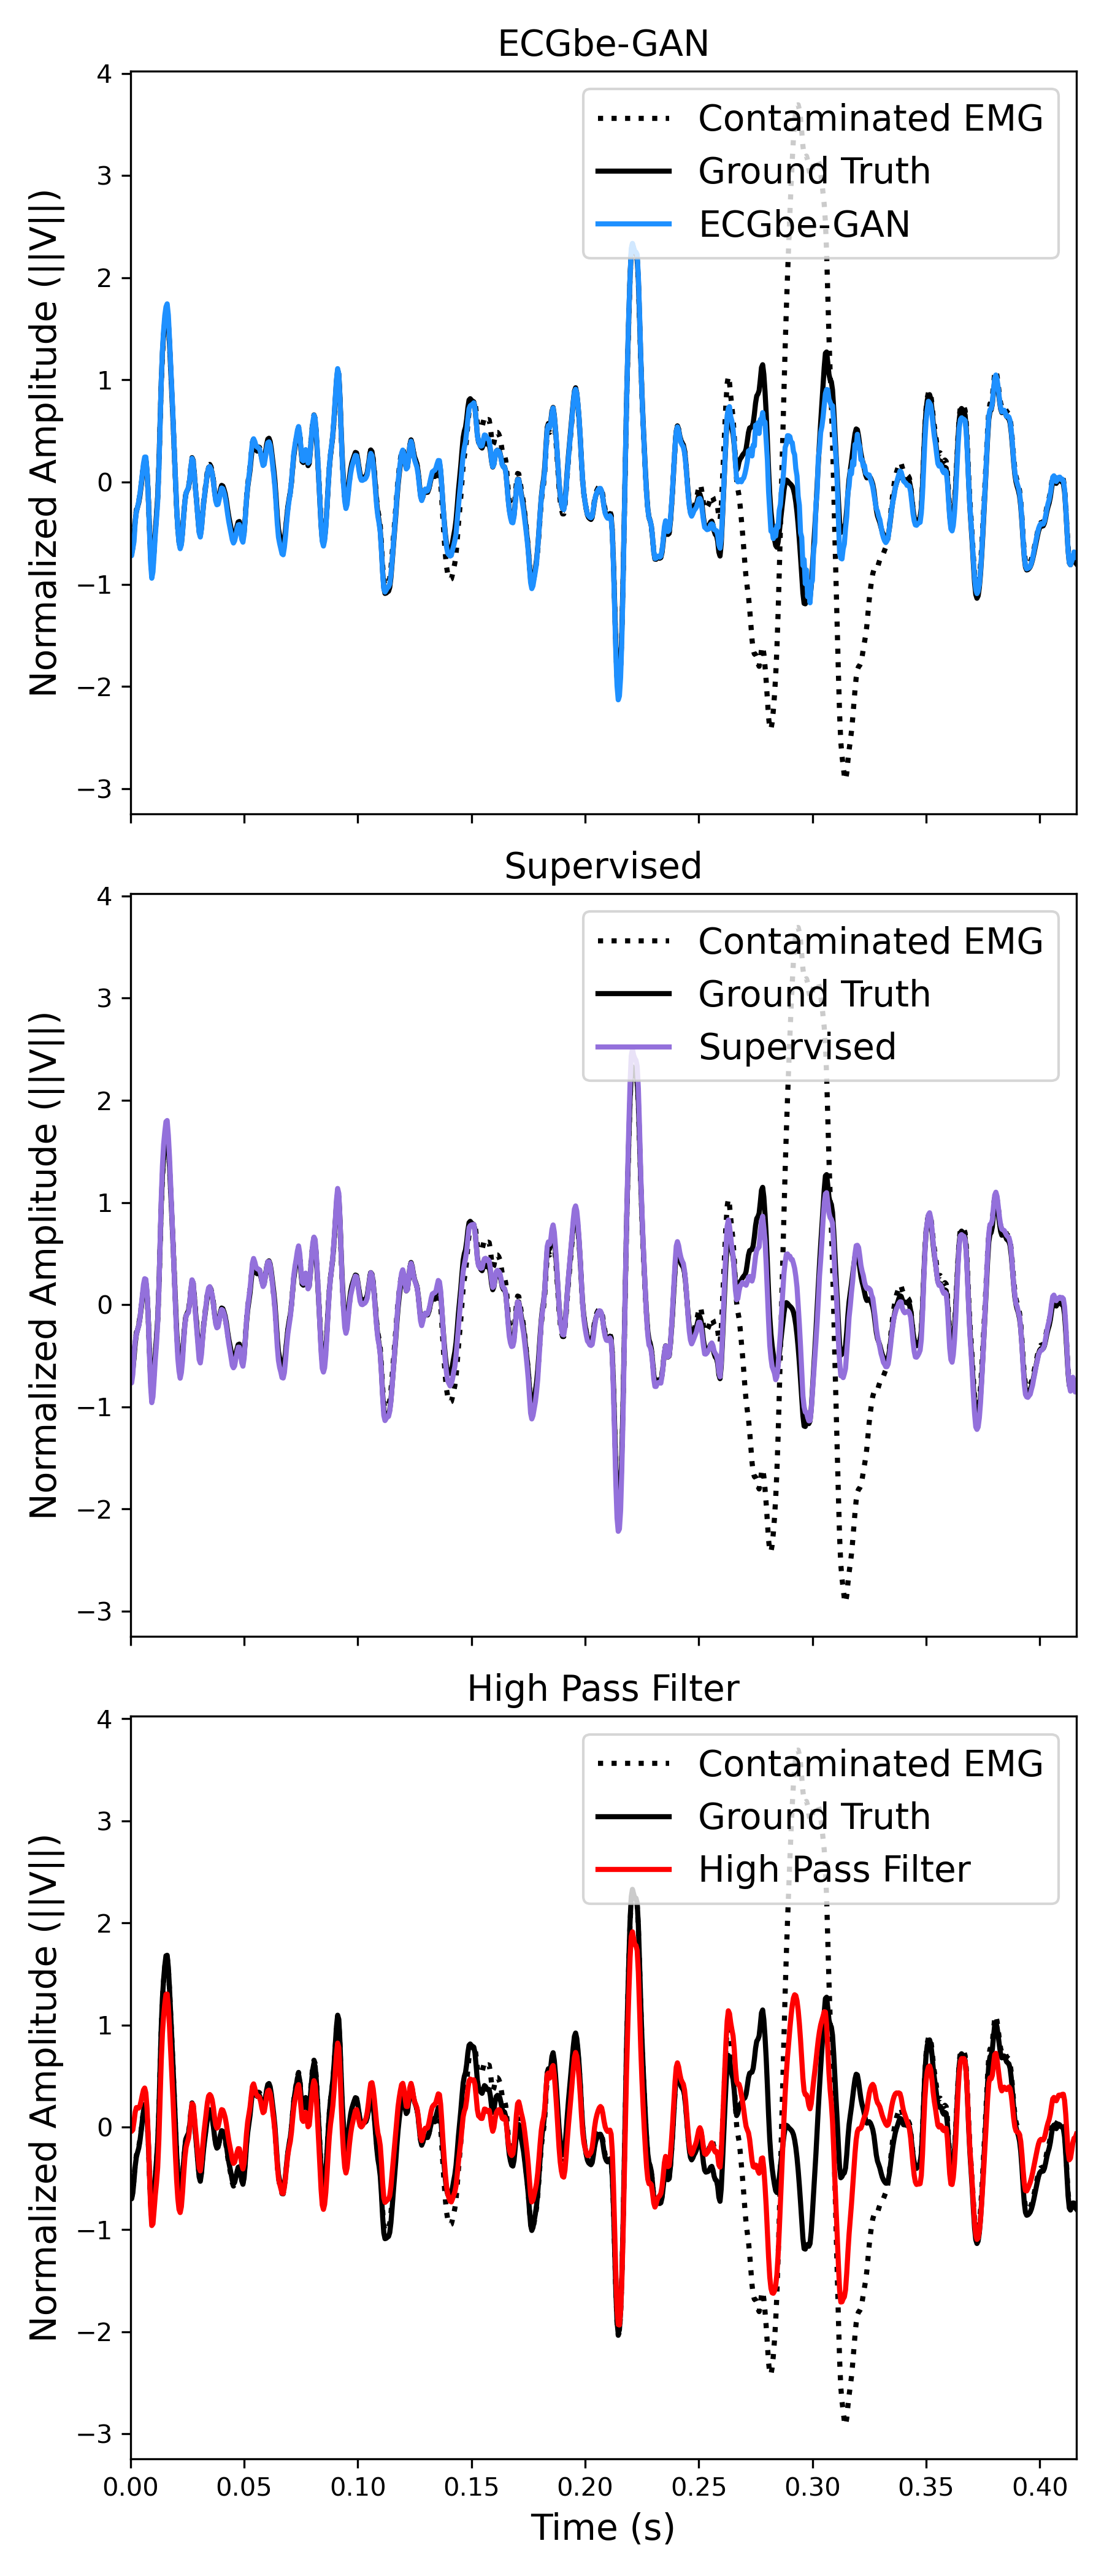 ECGbe-GAN
Normalized Amplitude (||V||)
4
3
2
1
0
−1
−2
−3
Contaminated EMG
Ground Truth
ECGbe-GAN
Supervised
Normalized Amplitude (||V||)
4
3
2
1
0
−1
−2
−3
Contaminated EMG
Ground Truth
Supervised
High Pass Filter
Normalized Amplitude (||V||)
4
3
2
1
0
−1
−2
−3
Contaminated EMG
Ground Truth
High Pass Filter
0.00 0.05 0.10 0.15 0.20 0.25 0.30 0.35 0.40
Time (s)